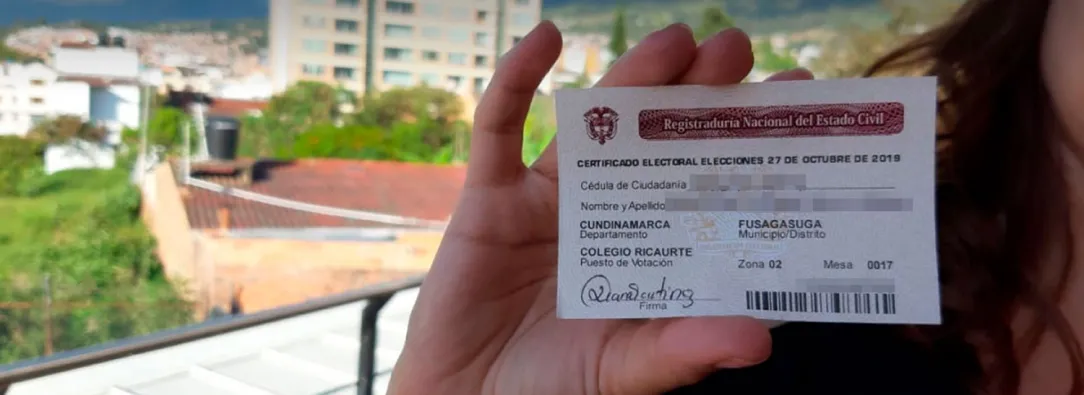 Registraduría Nacional del Estado Civil
CERTIFICADO ELECTORAL ELECCIONES 27 DE OCTUBRE DE 2019
Cédula de Ciudadanía
Nombre y Apellido
CUNDINAMARCA FUSAGASUGA
Departamento Municipio/Distrito
COLEGIO RICAURTE
Puesto de Votación Zona 02 Mesa 0017
Firma